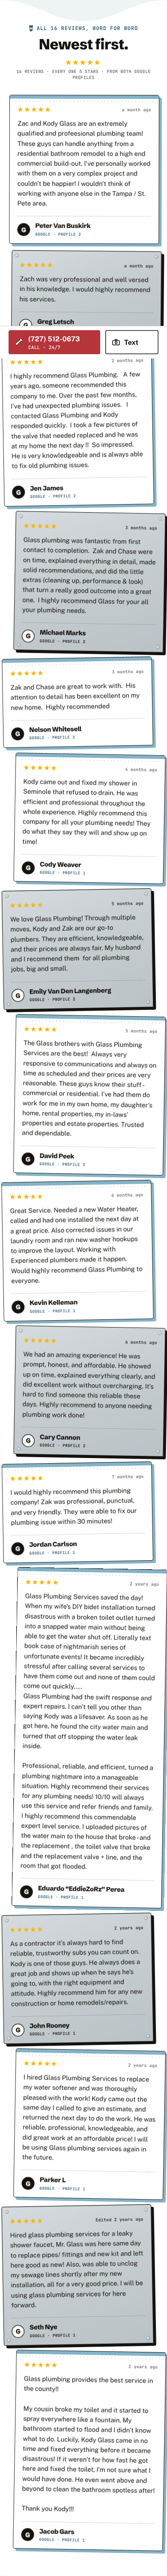 ALL 16 REVIEWS, WORD FOR WORD
Newest first.
★★★★★
16 REVIEWS · EVERY ONE 5 STARS · FROM BOTH GOOGLE
PROFILES
★★★★★ a month ago
Zac and Kody Glass are an extremely
qualified and professional plumbing team!
These guys can handle anything from a
residential bathroom remodel to a high end
commercial build-out. I've personally worked
with them on a very complex project and
couldn't be happier! I wouldn't think of
working with anyone else in the Tampa / St.
Pete area.
G Peter Van Buskirk
GOOGLE · PROFILE 2
★★★★★ a month ago
Zach was very professional and well versed
in his knowledge. I would highly recommend
his services.
G Greg Letsch
(727) 512-0673
CALL · 24/7
Text
★★★★★ 2 months ago
I highly recommend Glass Plumbing. A few
years ago, someone recommended this
company to me. Over the past few months,
I've had unexpected plumbing issues. I
contacted Glasses Plumbing and Kody
responded quickly. I took a few pictures of
the valve that needed replaced and he was
at my home the next day !! So Impressed.
He is very professional and is always able
to fix old plumbing issues
G Jen James
GOOGLE · PROFILE 2
★★★★★ 3 months ago
Glass plumbing was fantastic from first
contact to completion. Zak and Chase were
on time, explained everything in detail, made
solid recommendations, and did the little
extras (cleaning up, performance & look)
that turn a really good outcome into a great
one. I highly recommend Glass for all your
your plumbing needs.
G Michael Marks
GOOGLE · PROFILE 2
★★★★★ 3 months ago
Zak and Chase are great to work with. His
attention to detail has been excellent on my
new home. Highly recommended
G Nelson Whitesell
GOOGLE · PROFILE 2
★★★★★ 4 months ago
Kody came out and fixed my shower in
Seminole that refused to drain. He was
efficient and professional throughout the
whole experience. Highly recommend this
company for all your plumbing needs! They
do what they say they will and show up on
time!
G Cody Weaver
GOOGLE · PROFILE 1
★★★★★ 5 months ago
We love Glass Plumbing! Through multiple
moves, Kody and Zak are our go-to
plumbers. They are efficient, knowledgeable,
and their prices are always fair. My husband
and I recommend them for all plumbing
jobs, big and small.
G Emily Van Den Langenberg
GOOGLE · PROFILE 2
★★★★★ 5 months ago
The Glass brothers with Glass Plumbing
Services are the best! Always very
responsive to communications and always on
time at scheduled and their prices are very
reasonable. These guys know their stuff-
commercial or residential. I've had them do
work for me in my own home, my daughter's
home, rental properties, my in-laws'
properties and estate properties. Trusted
and dependable.
G David Peek
GOOGLE · PROFILE 2
★★★★★ 6 months ago
Great Service. Needed a new Water Heater,
called and had one installed the next day at
a great price. Also corrected issues in our
laundry room and ran new washer hookups
to improve the layout. Working with
Experienced plumbers made it happen.
Would highly recommend Glass Plumbing to
everyone.
G Kevin Kelleman
GOOGLE · PROFILE 1
★★★★★ 6 months ago
We had an amazing experience! He was
prompt, honest, and affordable. He showed
up on time, explained everything clearly, and
did excellent work without overcharging. It's
hard to find someone this reliable these
days. Highly recommend to anyone needing
plumbing work done!
G Cary Cannon
GOOGLE · PROFILE 2
★★★★★ 7 months ago
I would highly recommend this plumbing
company! Zak was professional, punctual,
and very friendly. They were able to fix our
plumbing issue within 30 minutes!
G Jordan Carlson
GOOGLE · PROFILE 1
★★★★★ 2 years ago
Glass Plumbing Services saved the day!
When my wife's DIY bidet installation turned
disastrous with a broken toilet outlet turned
into a snapped water main without being
able to get the water shut off. Literally text
book case of nightmarish series of
unfortunate events! It became incredibly
stressful after calling several services to
have them come out and none of them could
come out quickly.....
Glass Plumbing had the swift response and
expert repairs. I can't tell you other than
saying Kody was a lifesaver. As soon as he
got here, he found the city water main and
turned that off stopping the water leak
inside.
Professional, reliable, and efficient, turned a
plumbing nightmare into a manageable
situation. Highly recommend their services
for any plumbing needs! 10/10 will always
use this service and refer friends and family.
I highly recommend this commendable
expert level service. I uploaded pictures of
the water main to the house that broke -and
the replacement , the toilet valve that broke
and the replacement valve + line, and the
room that got flooded.
G Eduardo “EddieZoRz” Perea
GOOGLE · PROFILE 1
★★★★★ 2 years ago
As a contractor it's always hard to find
reliable, trustworthy subs you can count on.
Kody is one of those guys. He always does a
great job and shows up when he says he's
going to, with the right equipment and
attitude. Highly recommend him for any new
construction or home remodels/repairs.
G John Rooney
GOOGLE · PROFILE 1
★★★★★ 2 years ago
I hired Glass Plumbing Services to replace
my water softener and was thoroughly
pleased with the work! Kody came out the
same day I called to give an estimate, and
returned the next day to do the work. He was
reliable, professional, knowledgeable, and
did great work at an affordable price! I will
be using Glass Plumbing services again in
the future.
G Parker L
GOOGLE · PROFILE 1
★★★★★ Edited 2 years ago
Hired glass plumbing services for a leaky
shower faucet, Mr. Glass was here same day
to replace pipes/ fittings and new kit and left
here good as new! Also, was able to unclog
my sewage lines shortly after my new
installation, all for a very good price. I will be
using glass plumbing services for here
forward.
G Seth Nye
GOOGLE · PROFILE 1
★★★★★ 2 years ago
Glass plumbing provides the best service in
the county!!
My cousin broke my toilet and it started to
spray everywhere like a fountain. My
bathroom started to flood and I didn't know
what to do. Luckily, Kody Glass came in no
time and fixed everything before it became
disastrous! If it weren't for how fast he got
here and fixed the toilet, I'm not sure what I
would have done. He even went above and
beyond to clean the bathroom spotless after!
Thank you Kody!!!
G Jacob Gars
GOOGLE · PROFILE 1